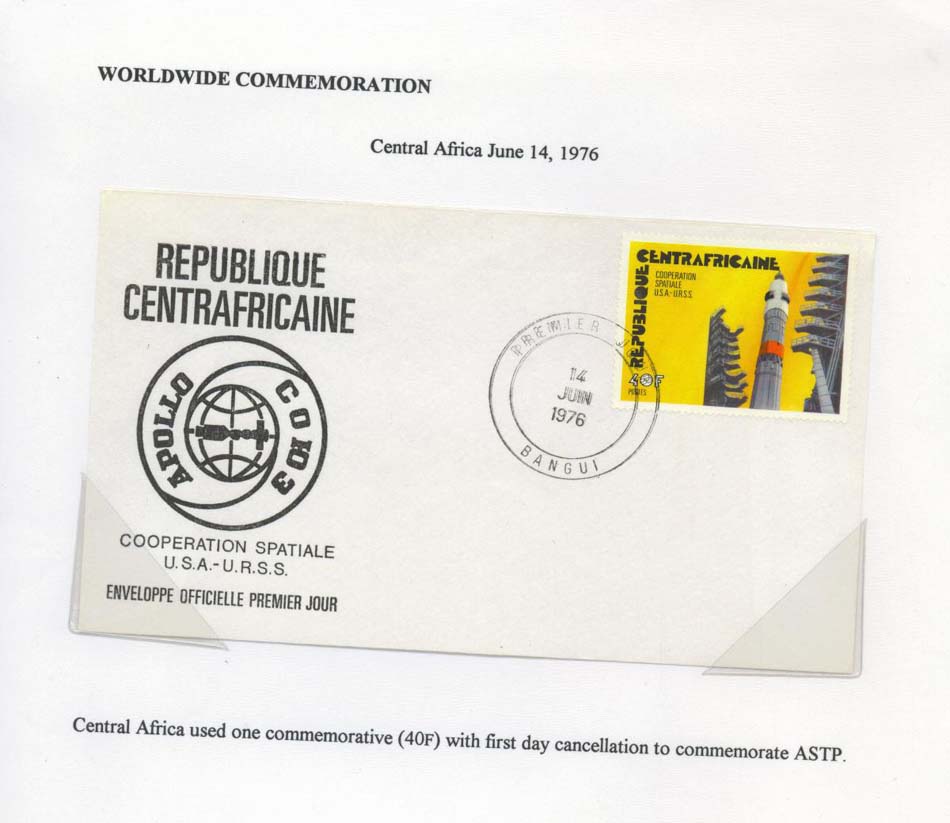 WORLDWIDE COMMEMORATION
Central Africa June 14, 1976
REPUBLIQUE
CENTRAFRICAINE
APOLLO
СОЮЗ
COOPERATION SPATIALE
U.S.A.-U.R.S.S.
ENVELOPPE OFFICIELLE PREMIER JOUR
PREMIER
14
JUIN
1976
BANGUI
REPUBLIQUE
CENTRAFRICAINE
COOPERATION
SPATIALE
U.S.A.-U.R.S.S.
40F
POSTES
Central Africa used one commemorative (40F) with first day cancellation to commemorate ASTP.